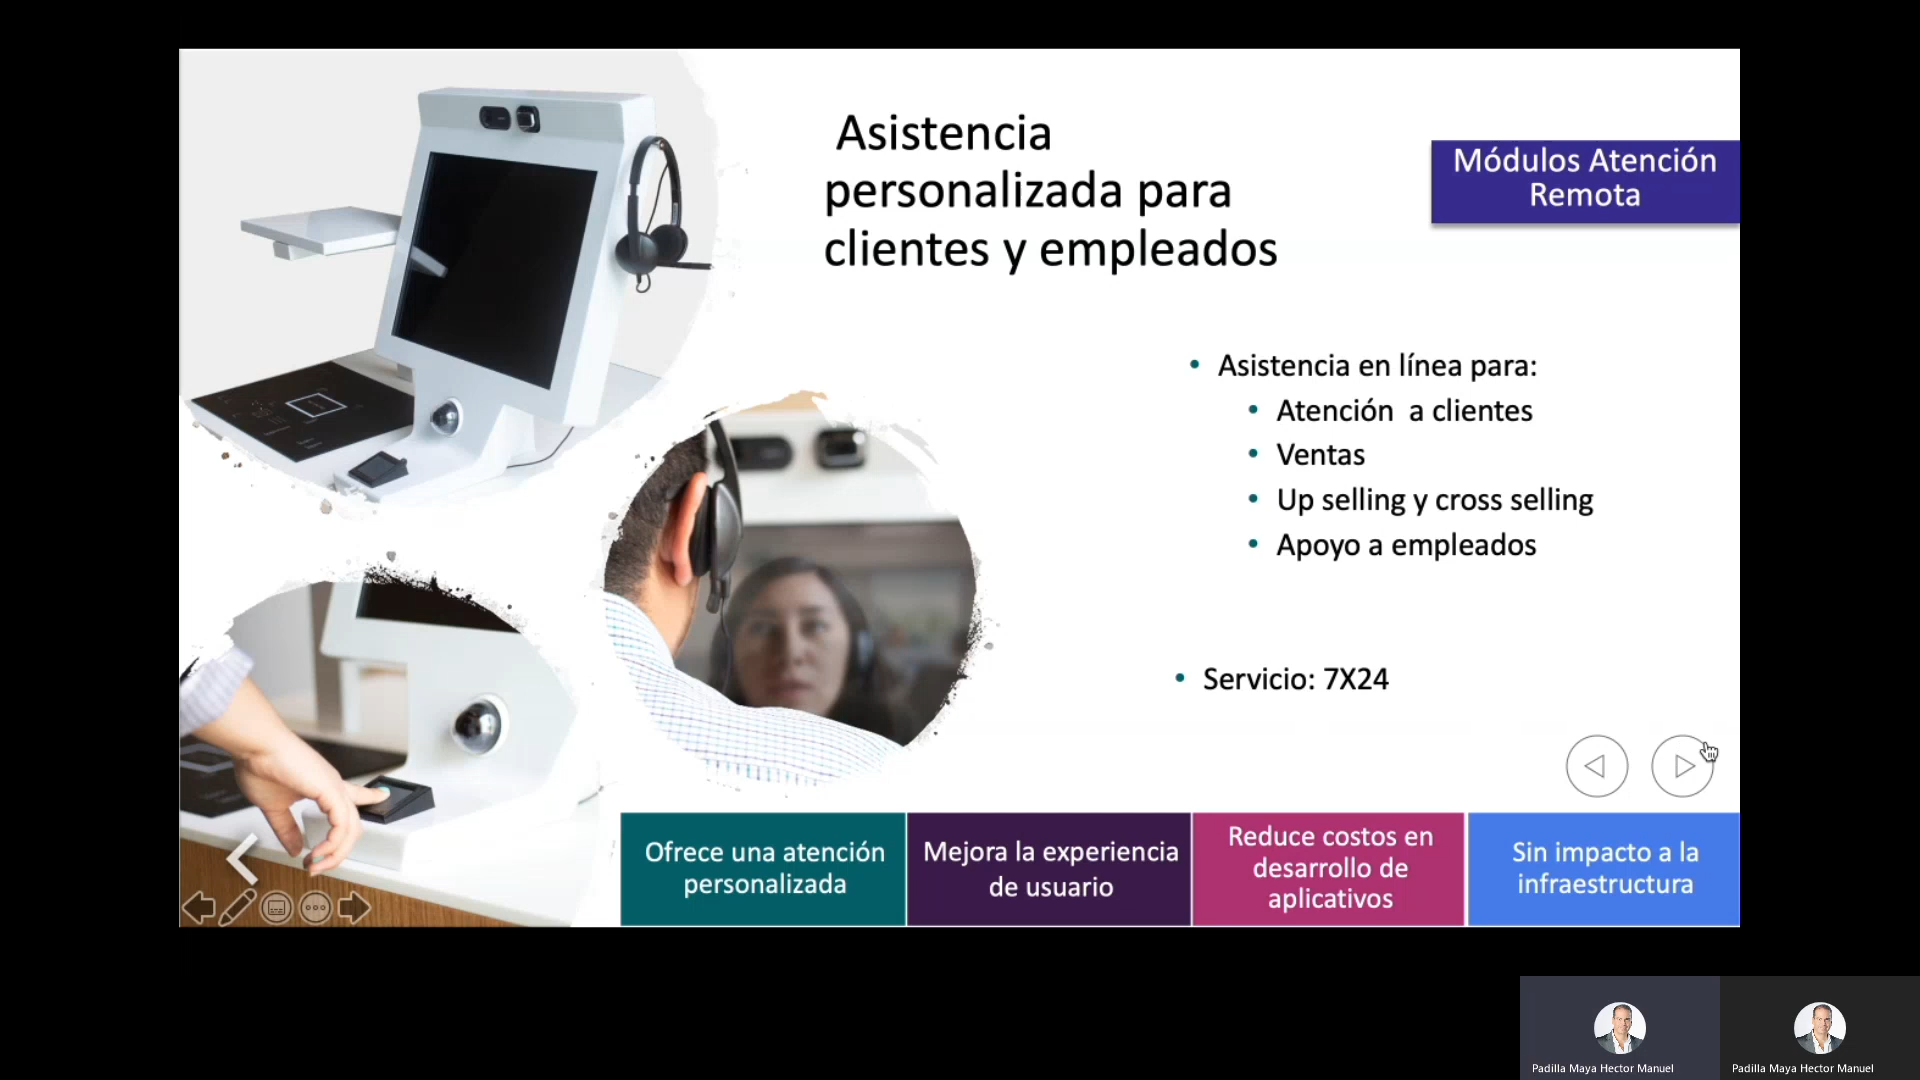 Asistencia
personalizada para
clientes y empleados
Módulos Atención
Remota
• Asistencia en línea para:
• Atención a clientes
• Ventas
• Up selling y cross selling
• Apoyo a empleados
• Servicio: 7X24
Ofrece una atención
personalizada
Mejora la experiencia
de usuario
Reduce costos en
desarrollo de
aplicativos
Sin impacto a la
infraestructura
Padilla Maya Hector Manuel
Padilla Maya Hector Manuel